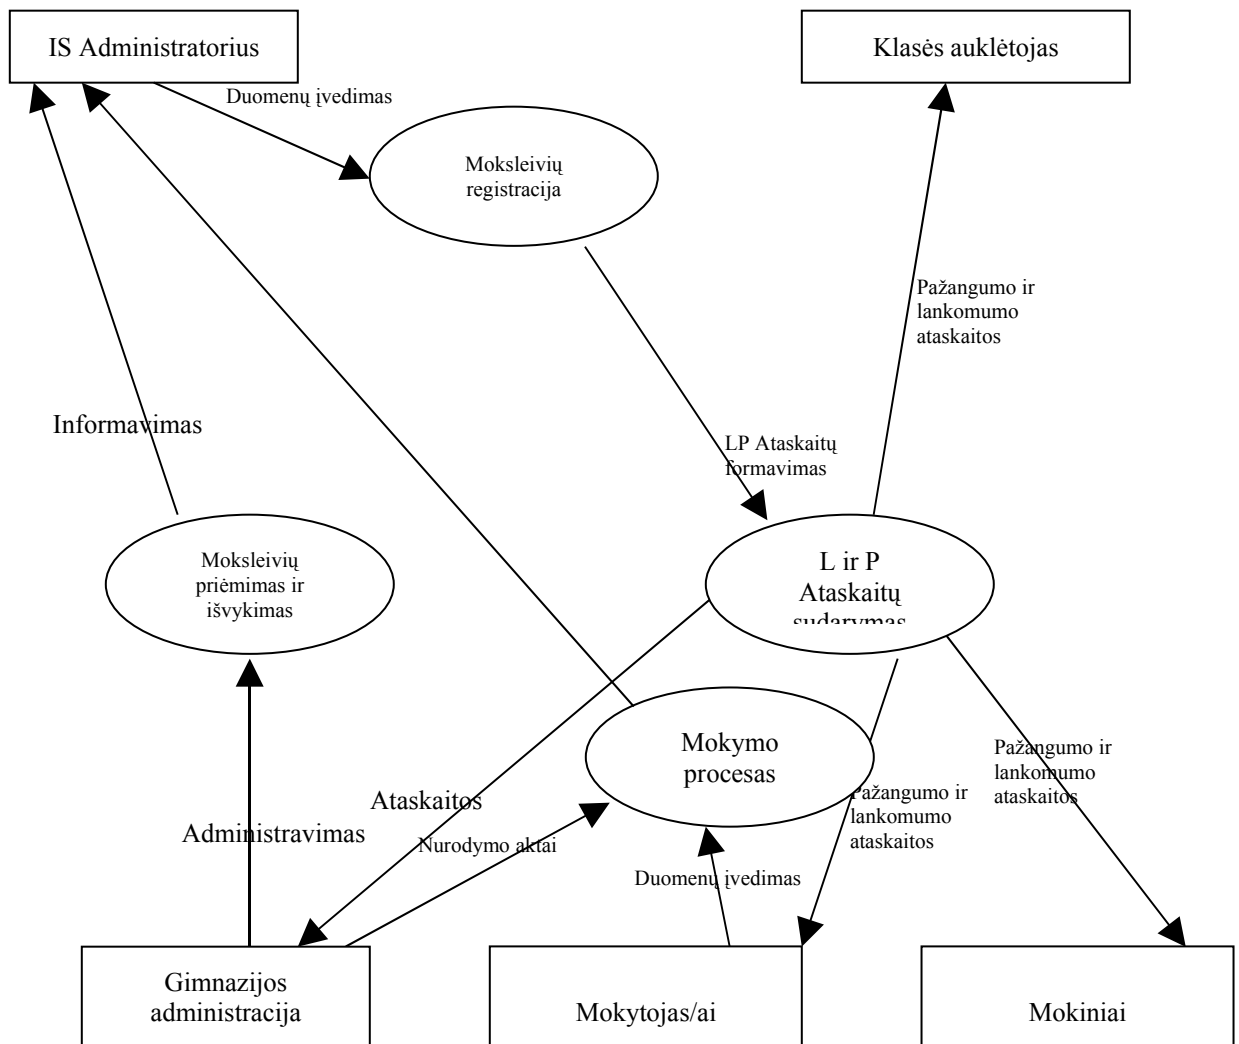 IS Administratorius
Klasės auklėtojas
Duomenų įvedimas
Moksleivių
registracija
Pažangumo ir
lankomumo
ataskaitos
Informavimas
LP Ataskaitų
formavimas
Moksleivių
priėmimas ir
išvykimas
L ir P
Ataskaitų
sudarymas
Mokymo
procesas
Pažangumo ir
lankomumo
ataskaitos
Ataskaitos
Pažangumo ir
lankomumo
ataskaitos
Administravimas
Nurodymo aktai
Duomenų įvedimas
Gimnazijos
administracija
Mokytojas/ai
Mokiniai